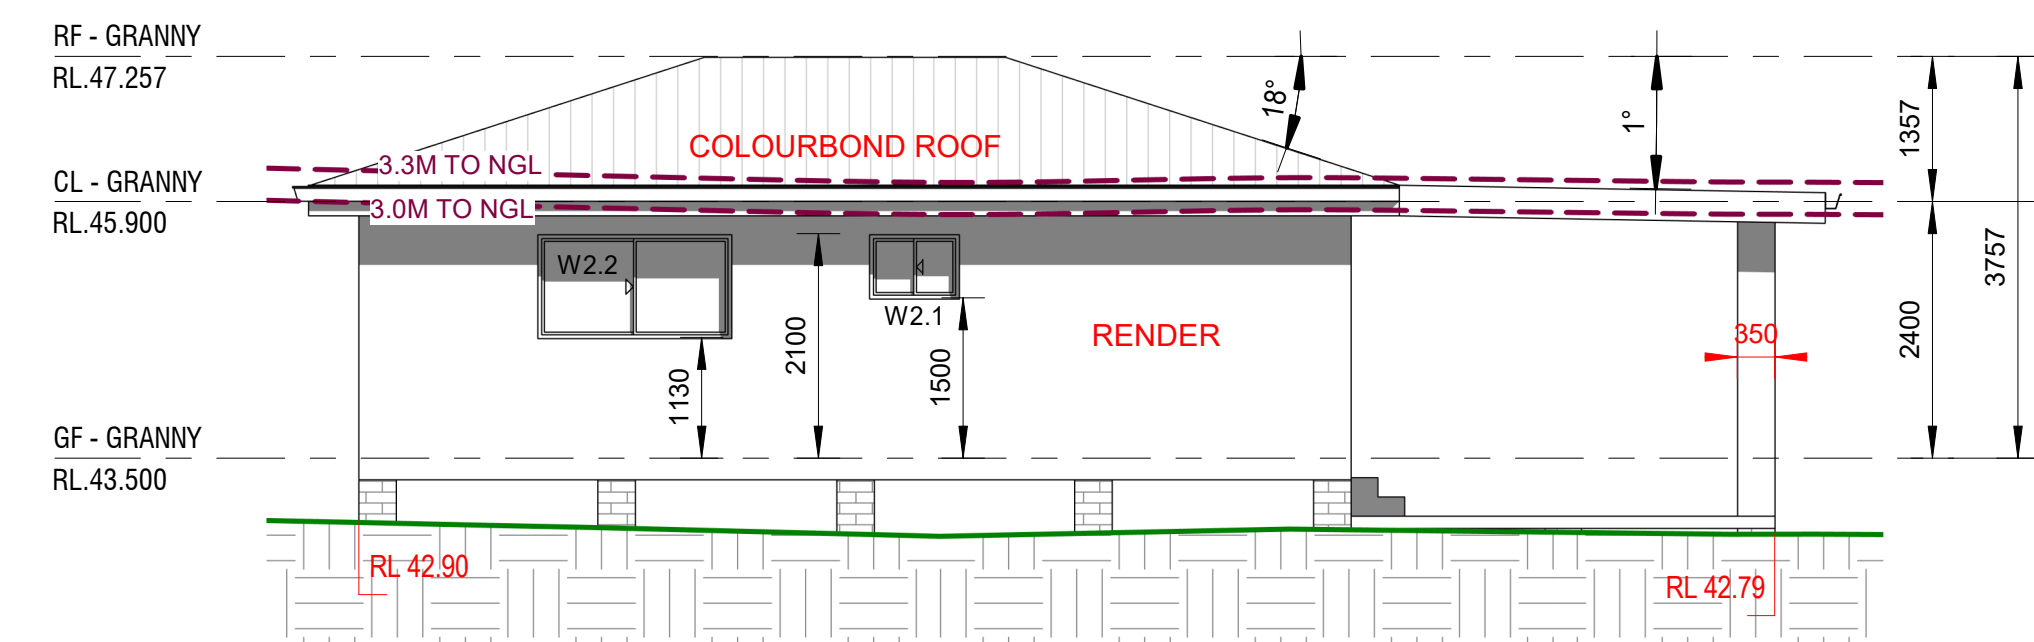 RF - GRANNY
RL.47.257
18°
1°
1357
COLOURBOND ROOF
3.3M TO NGL
CL - GRANNY
RL.45.900
3.0M TO NGL
3757
W2.2
W2.1
2100
1500
1130
RENDER
350
2400
GF - GRANNY
RL.43.500
RL 42.90
RL 42.79